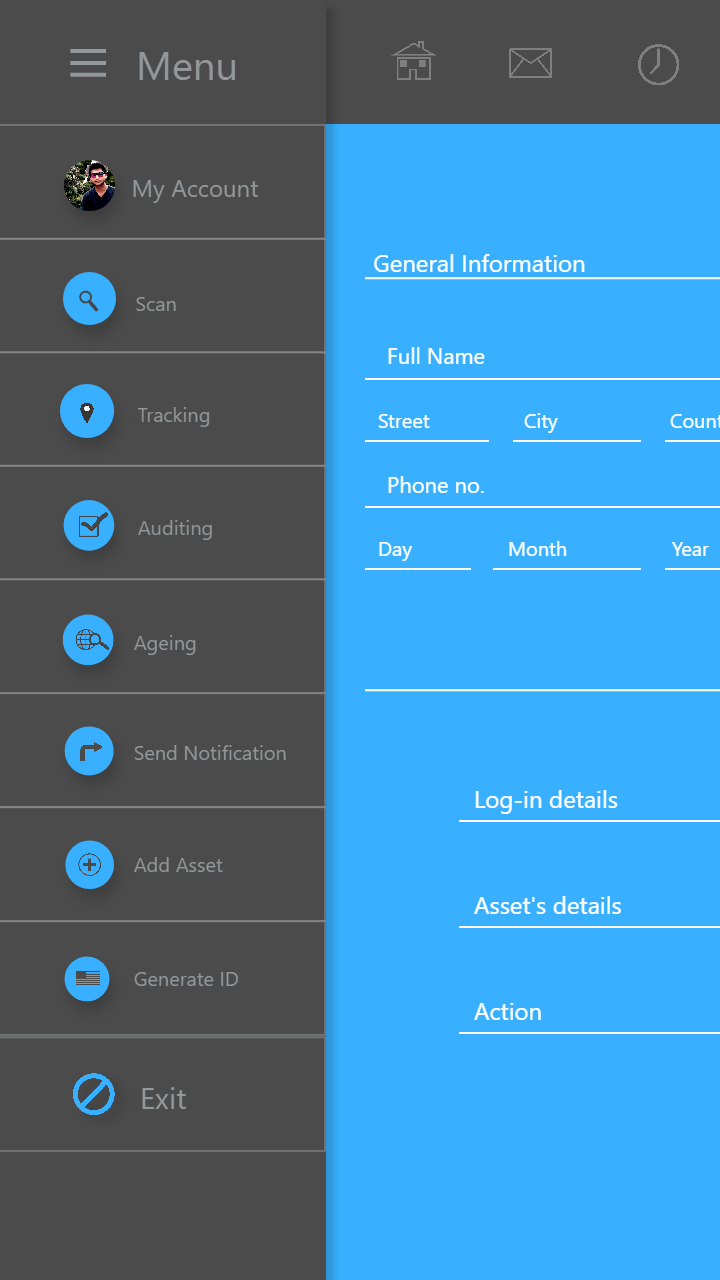 Menu
My Account
Scan
Tracking
Auditing
Ageing
Send Notification
Add Asset
Generate ID
Exit
General Information
Full Name
Street City Count
Phone no.
Day Month Year
Log-in details
Asset's details
Action